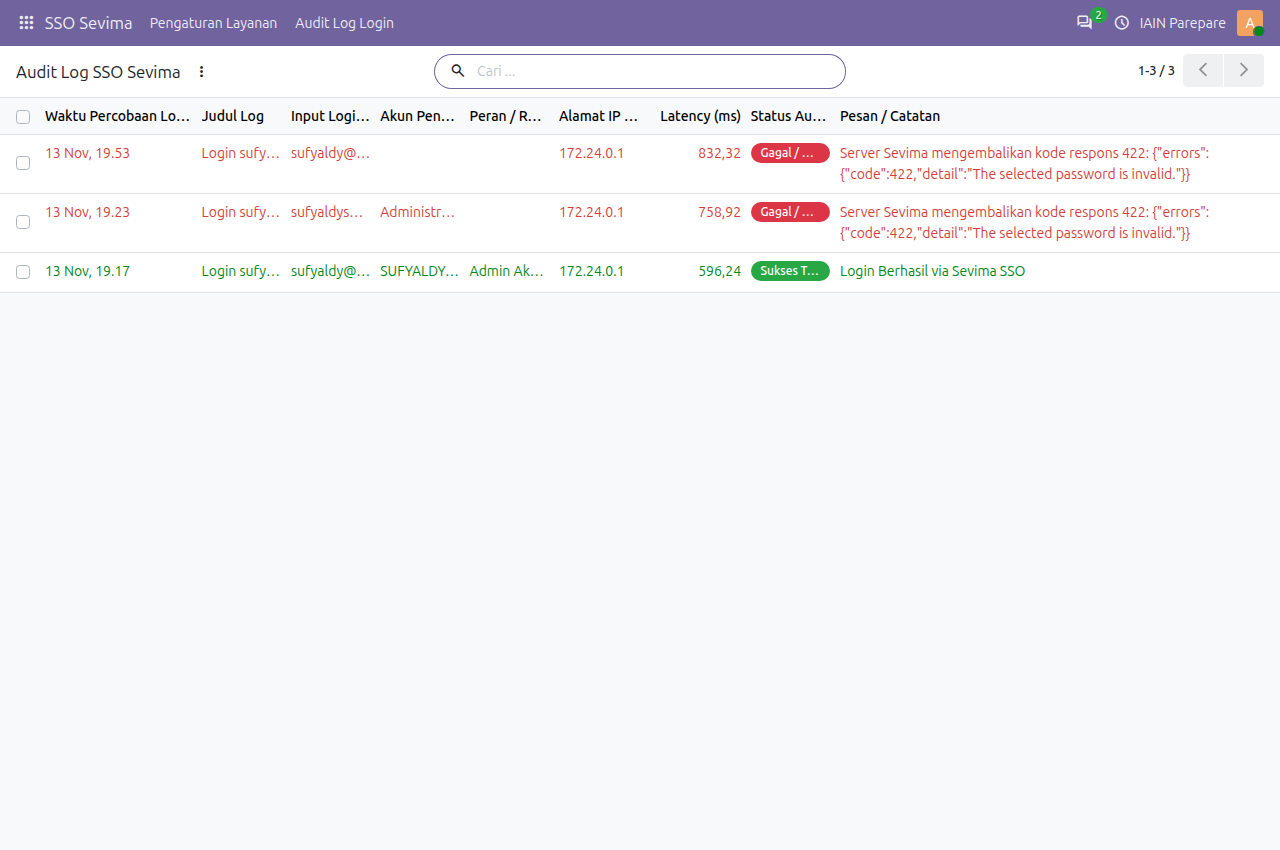 SSO Sevima Pengaturan Layanan Audit Log Login 2 IAIN Parepare A
Audit Log SSO Sevima Cari ... 1-3 / 3
Waktu Percobaan Lo... Judul Log Input Logi... Akun Pen... Peran / R... Alamat IP ... Latency (ms) Status Au... Pesan / Catatan
13 Nov, 19.53 Login sufy... sufyaldy@... 172.24.0.1 832,32 Gagal / ... Server Sevima mengembalikan kode respons 422: {"errors":
{"code":422,"detail":"The selected password is invalid."}}
13 Nov, 19.23 Login sufy... sufyaldys... Administr... 172.24.0.1 758,92 Gagal / ... Server Sevima mengembalikan kode respons 422: {"errors":
{"code":422,"detail":"The selected password is invalid."}}
13 Nov, 19.17 Login sufy... sufyaldy@... SUFYALDY... Admin Ak... 172.24.0.1 596,24 Sukses T... Login Berhasil via Sevima SSO